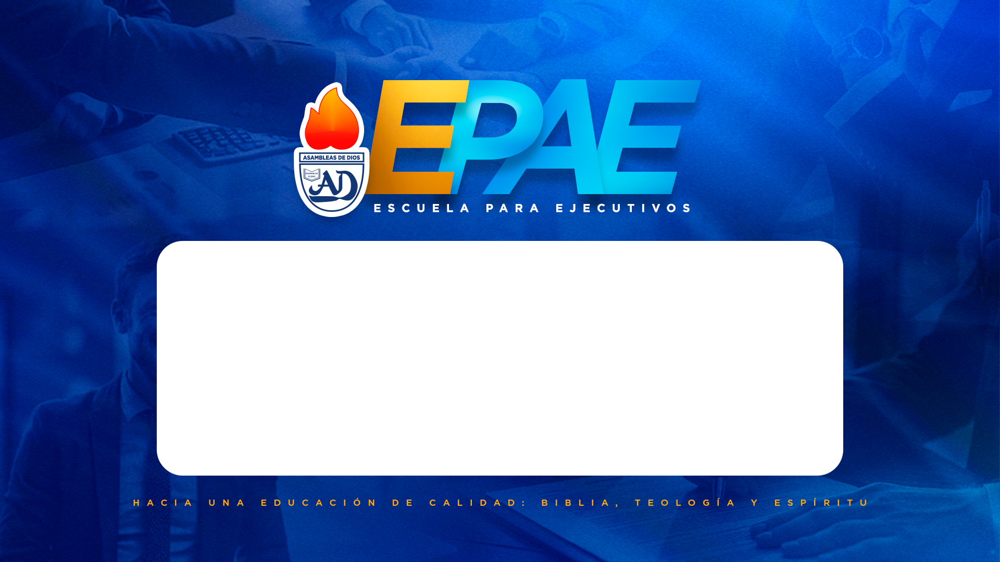 EPAE
ASAMBLEAS DE DIOS
EVANGELIO
PLENO
AD
ESCUELA PARA EJECUTIVOS
HACIA UNA EDUCACIÓN DE CALIDAD: BIBLIA, TEOLOGÍA Y ESPÍRITU